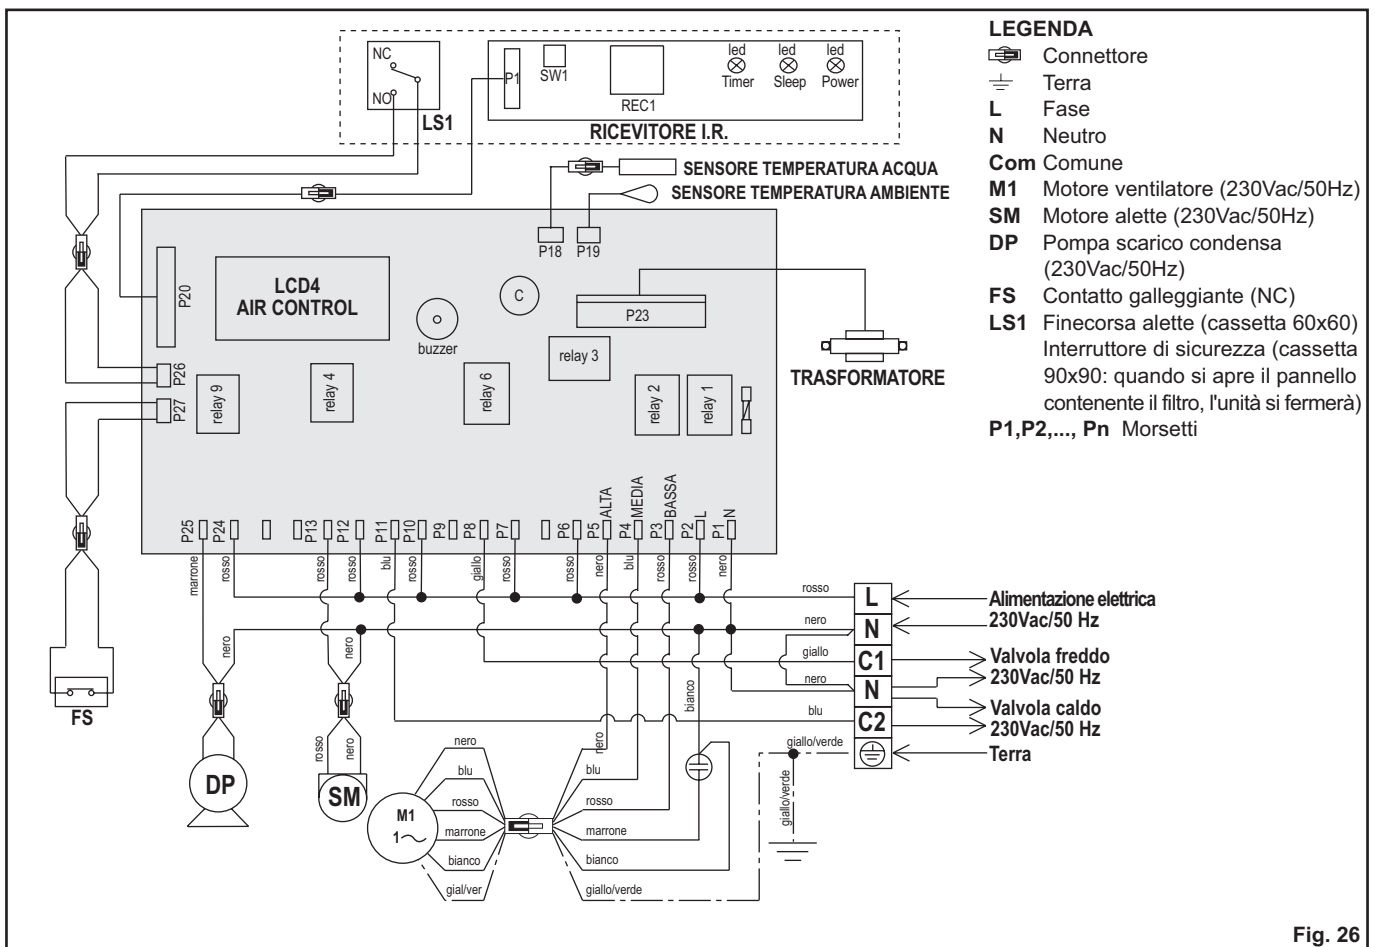 LEGENDA
Connettore
Terra
L Fase
N Neutro
Com Comune
M1 Motore ventilatore (230Vac/50Hz)
SM Motore alette (230Vac/50Hz)
DP Pompa scarico condensa
(230Vac/50Hz)
FS Contatto galleggiante (NC)
LS1 Finecorsa alette (cassetta 60x60)
Interruttore di sicurezza (cassetta
90x90: quando si apre il pannello
contenente il filtro, l'unità si fermerà)
P1,P2,..., Pn Morsetti
NC
NO
LS1
P1
SW1
REC1
led
Timer
led
Sleep
led
Power
RICEVITORE I.R.
SENSORE TEMPERATURA ACQUA
SENSORE TEMPERATURA AMBIENTE
P18
P19
P20
LCD4
AIR CONTROL
buzzer
C
P23
TRASFORMATORE
P26
P27
relay 9
relay 4
relay 6
relay 3
relay 2
relay 1
P25
P24
P13
P12
P11
P10
P9
P8
P7
P6
P5 ALTA
P4 MEDIA
P3 BASSA
P2 L
P1 N
marrone
rosso
rosso
rosso
blu
rosso
giallo
rosso
rosso
nero
blu
rosso
rosso
nero
rosso
L
Alimentazione elettrica
230Vac/50 Hz
nero
N
giallo
C1
Valvola freddo
230Vac/50 Hz
nero
N
blu
C2
Valvola caldo
230Vac/50 Hz
giallo/verde
Terra
nero
nero
bianco
nero
FS
DP
rosso
nero
SM
M1
1~
nero
blu
rosso
marrone
bianco
gial/ver
blu
rosso
marrone
bianco
giallo/verde
giallo/verde
Fig. 26